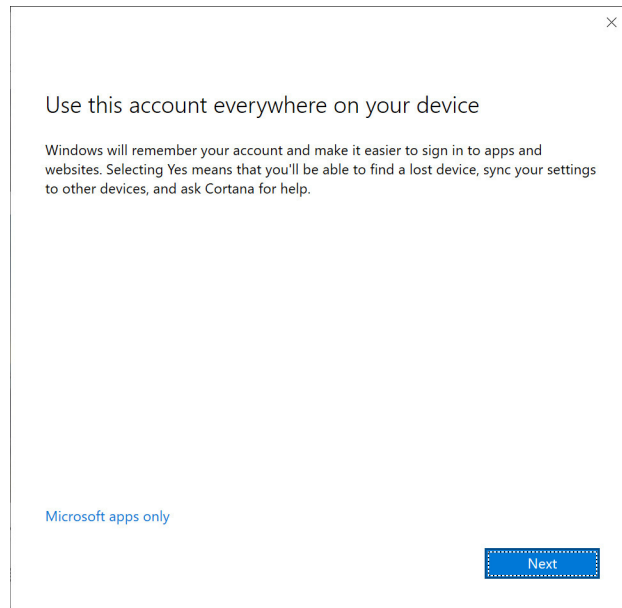 Use this account everywhere on your device
Windows will remember your account and make it easier to sign in to apps and
websites. Selecting Yes means that you'll be able to find a lost device, sync your settings
to other devices, and ask Cortana for help.
Microsoft apps only
Next